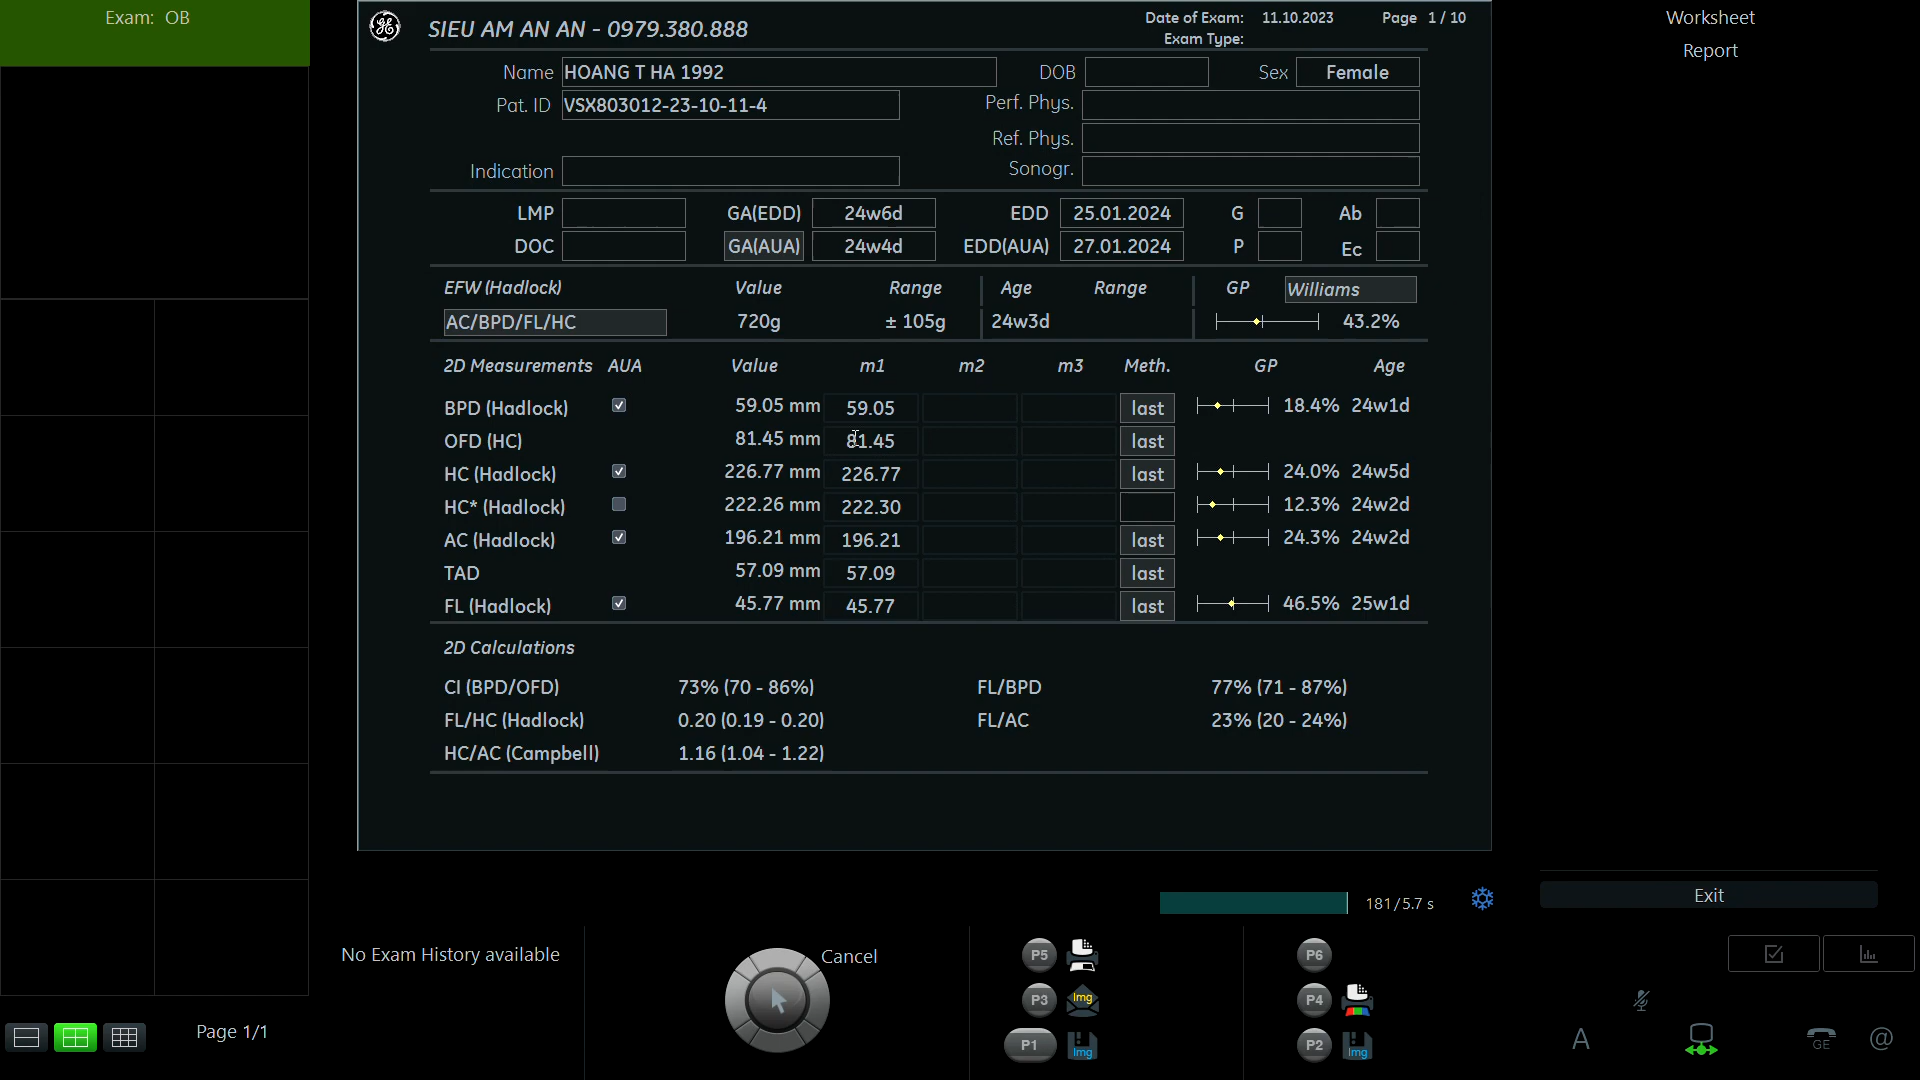 Exam: OB
SIEU AM AN AN - 0979.380.888
Date of Exam: 11.10.2023 Page 1 / 10
Exam Type:
Name HOANG T HA 1992 DOB Sex Female
Pat. ID VSX803012-23-10-11-4 Perf. Phys.
Ref. Phys.
Indication Sonogr.
LMP GA(EDD) 24w6d EDD 25.01.2024 G Ab
DOC GA(AUA) 24w4d EDD(AUA) 27.01.2024 P Ec
EFW (Hadlock) Value Range Age Range GP Williams
AC/BPD/FL/HC 720g ± 105g 24w3d 43.2%
2D Measurements AUA Value m1 m2 m3 Meth. GP Age
BPD (Hadlock) 59.05 mm 59.05 last 18.4% 24w1d
OFD (HC) 81.45 mm 81.45 last
HC (Hadlock) 226.77 mm 226.77 last 24.0% 24w5d
HC* (Hadlock) 222.26 mm 222.30 12.3% 24w2d
AC (Hadlock) 196.21 mm 196.21 last 24.3% 24w2d
TAD 57.09 mm 57.09 last
FL (Hadlock) 45.77 mm 45.77 last 46.5% 25w1d
2D Calculations
CI (BPD/OFD) 73% (70 - 86%) FL/BPD 77% (71 - 87%)
FL/HC (Hadlock) 0.20 (0.19 - 0.20) FL/AC 23% (20 - 24%)
HC/AC (Campbell) 1.16 (1.04 - 1.22)
Worksheet
Report
181/5.7 s
Exit
No Exam History available
Cancel
P5
P6
P3 Img
P4
P1 Img
P2 Img
Page 1/1
A
GE
@